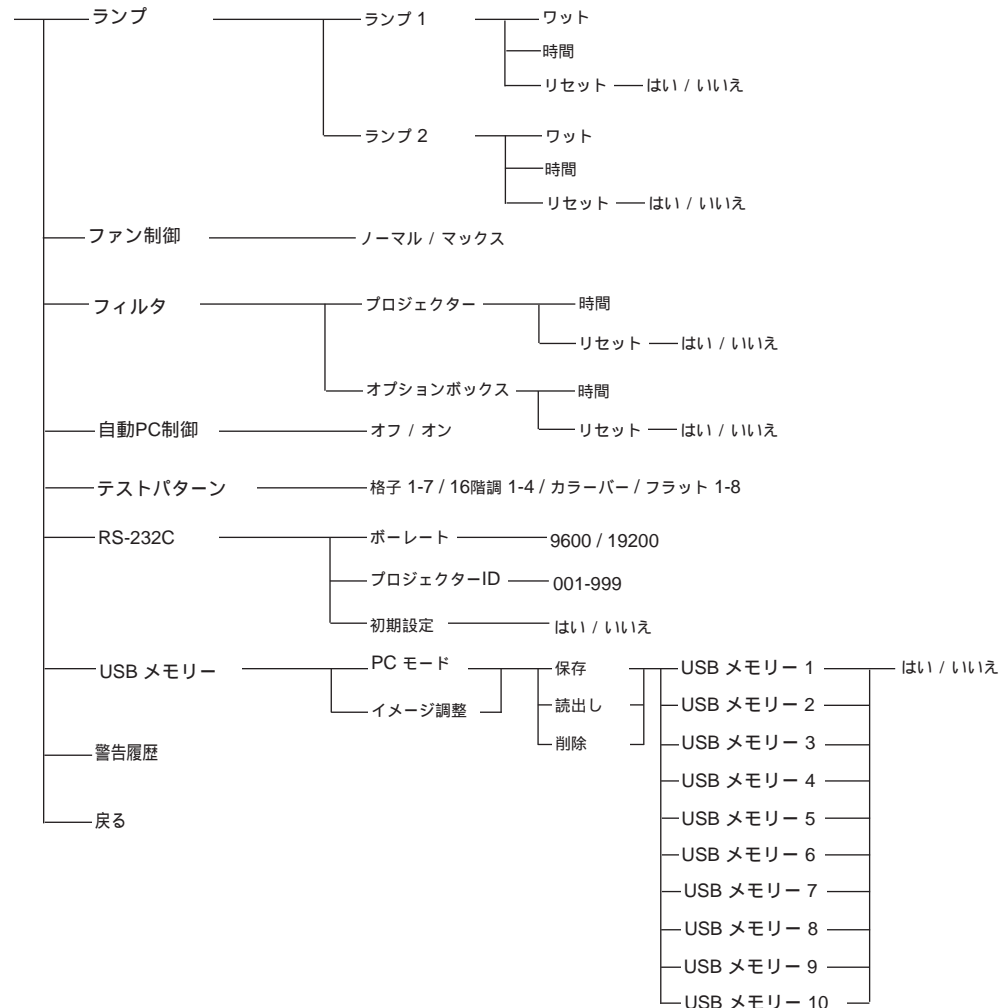 ランプ ランプ 1 ワット
時間
リセット はい / いいえ
ランプ 2 ワット
時間
リセット はい / いいえ
ファン制御 ノーマル / マックス
フィルタ プロジェクター 時間
リセット はい / いいえ
オプションボックス 時間
自動PC制御 オフ / オン リセット はい / いいえ
テストパターン 格子 1-7 / 16階調 1-4 / カラーバー / フラット 1-8
RS-232C ボーレート 9600 / 19200
プロジェクターID 001-999
初期設定 はい / いいえ
USB メモリー PC モード 保存 USB メモリー 1 はい / いいえ
イメージ調整 読出し USB メモリー 2
削除 USB メモリー 3
警告履歴
USB メモリー 4
戻る USB メモリー 5
USB メモリー 6
USB メモリー 7
USB メモリー 8
USB メモリー 9
USB メモリー 10